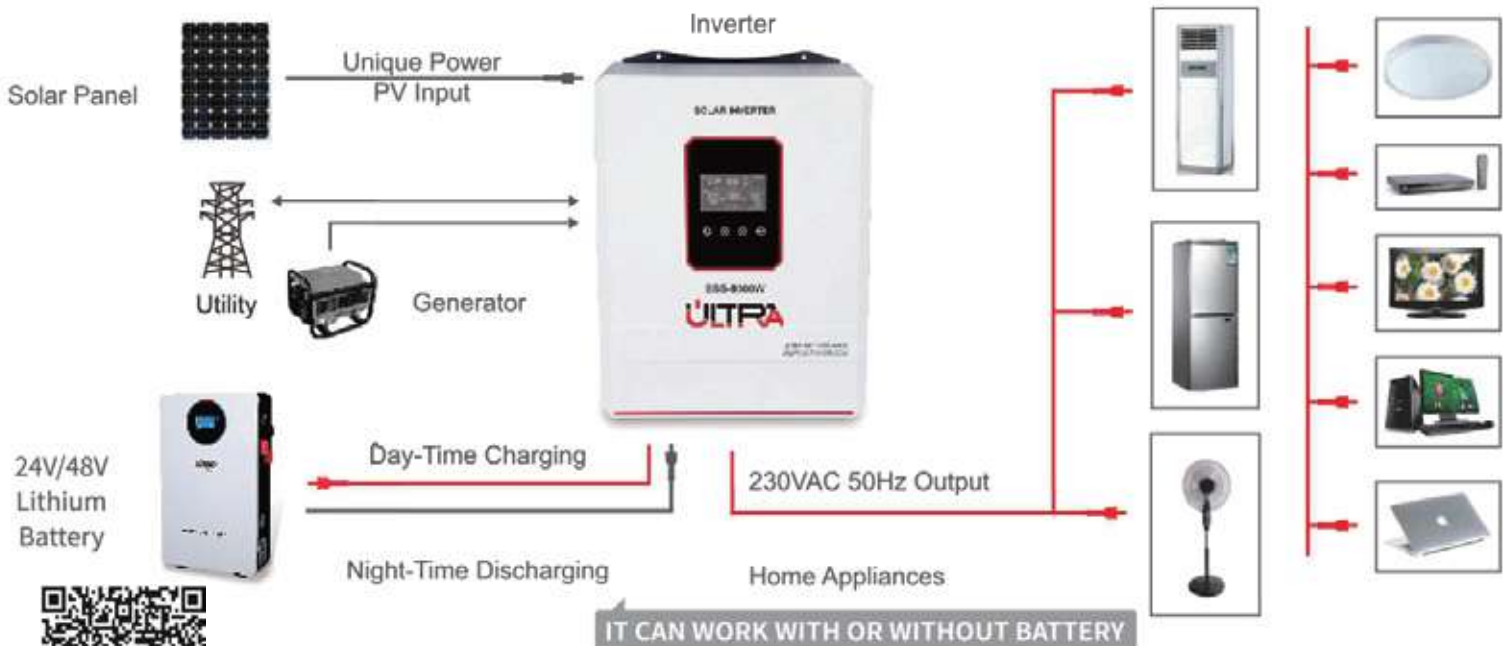 Inverter
Solar Panel
Unique Power
PV Input
SOLAR INVERTER
Utility
Generator
ULTRA
24V/48V
Lithium
Battery
Day-Time Charging
230VAC 50Hz Output
Night-Time Discharging
Home Appliances
IT CAN WORK WITH OR WITHOUT BATTERY